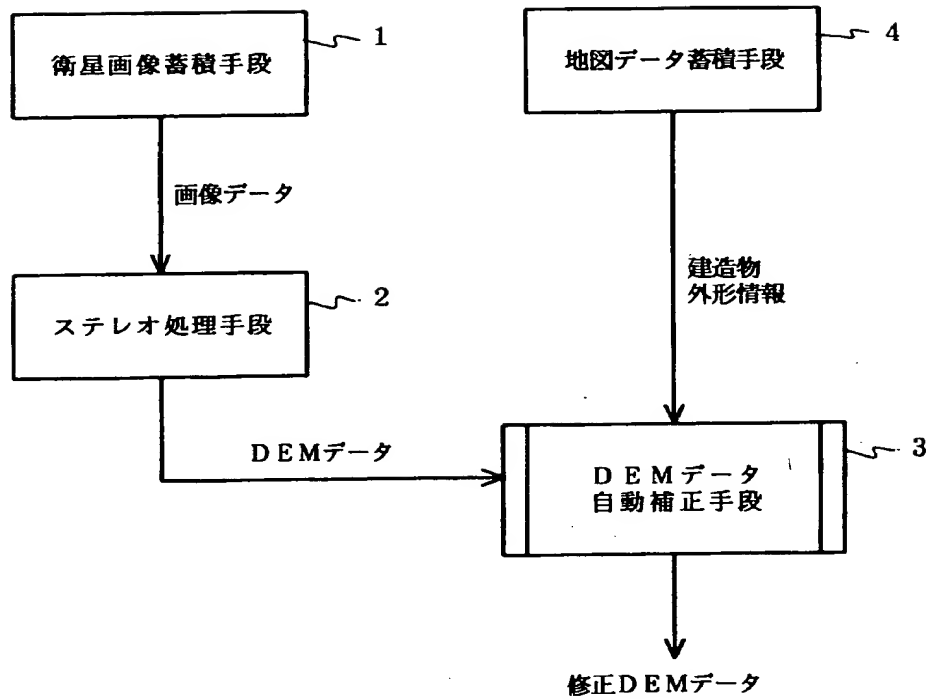 衛星画像蓄積手段
1
地図データ蓄積手段
4
画像データ
ステレオ処理手段
2
建造物
外形情報
DEMデータ
DEMデータ
自動補正手段
3
修正DEMデータ